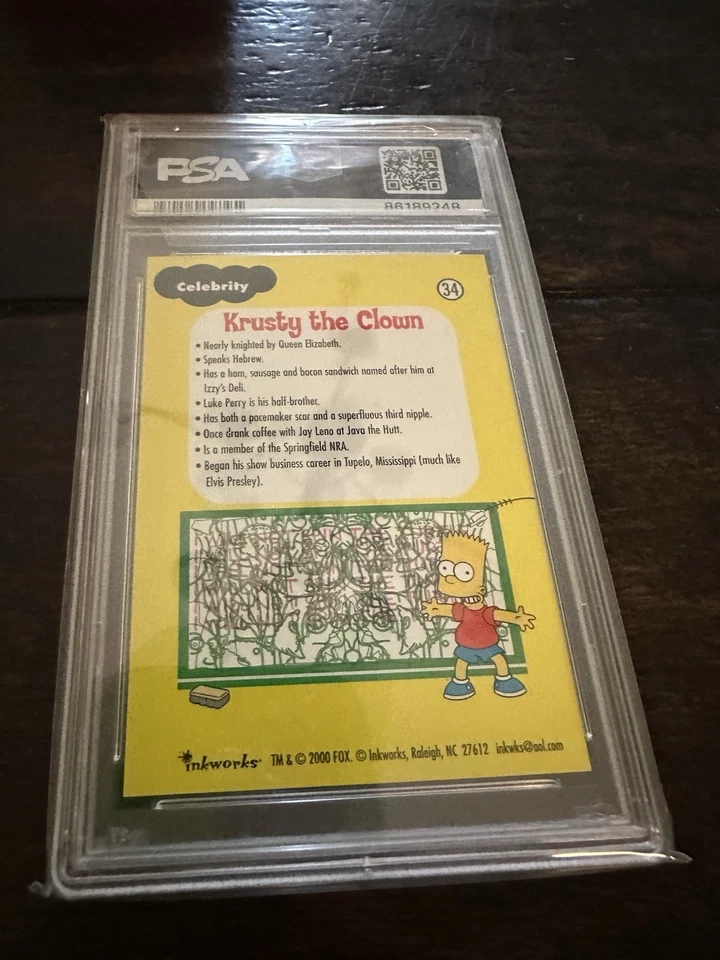 PSA
86189248
Celebrity
34
Krusty the Clown
• Nearly knighted by Queen Elizabeth.
• Speaks Hebrew.
• Has a ham, sausage and bacon sandwich named after him at
Izzy's Deli.
• Luke Perry is his half-brother.
• Has both a pacemaker scar and a superfluous third nipple.
• Once drank coffee with Jay Leno at Java the Hutt.
• Is a member of the Springfield NRA.
• Began his show business career in Tupelo, Mississippi (much like
Elvis Presley).
inkworks TM & © 2000 FOX. © Inkworks, Raleigh, NC 27612 inkwks@aol.com